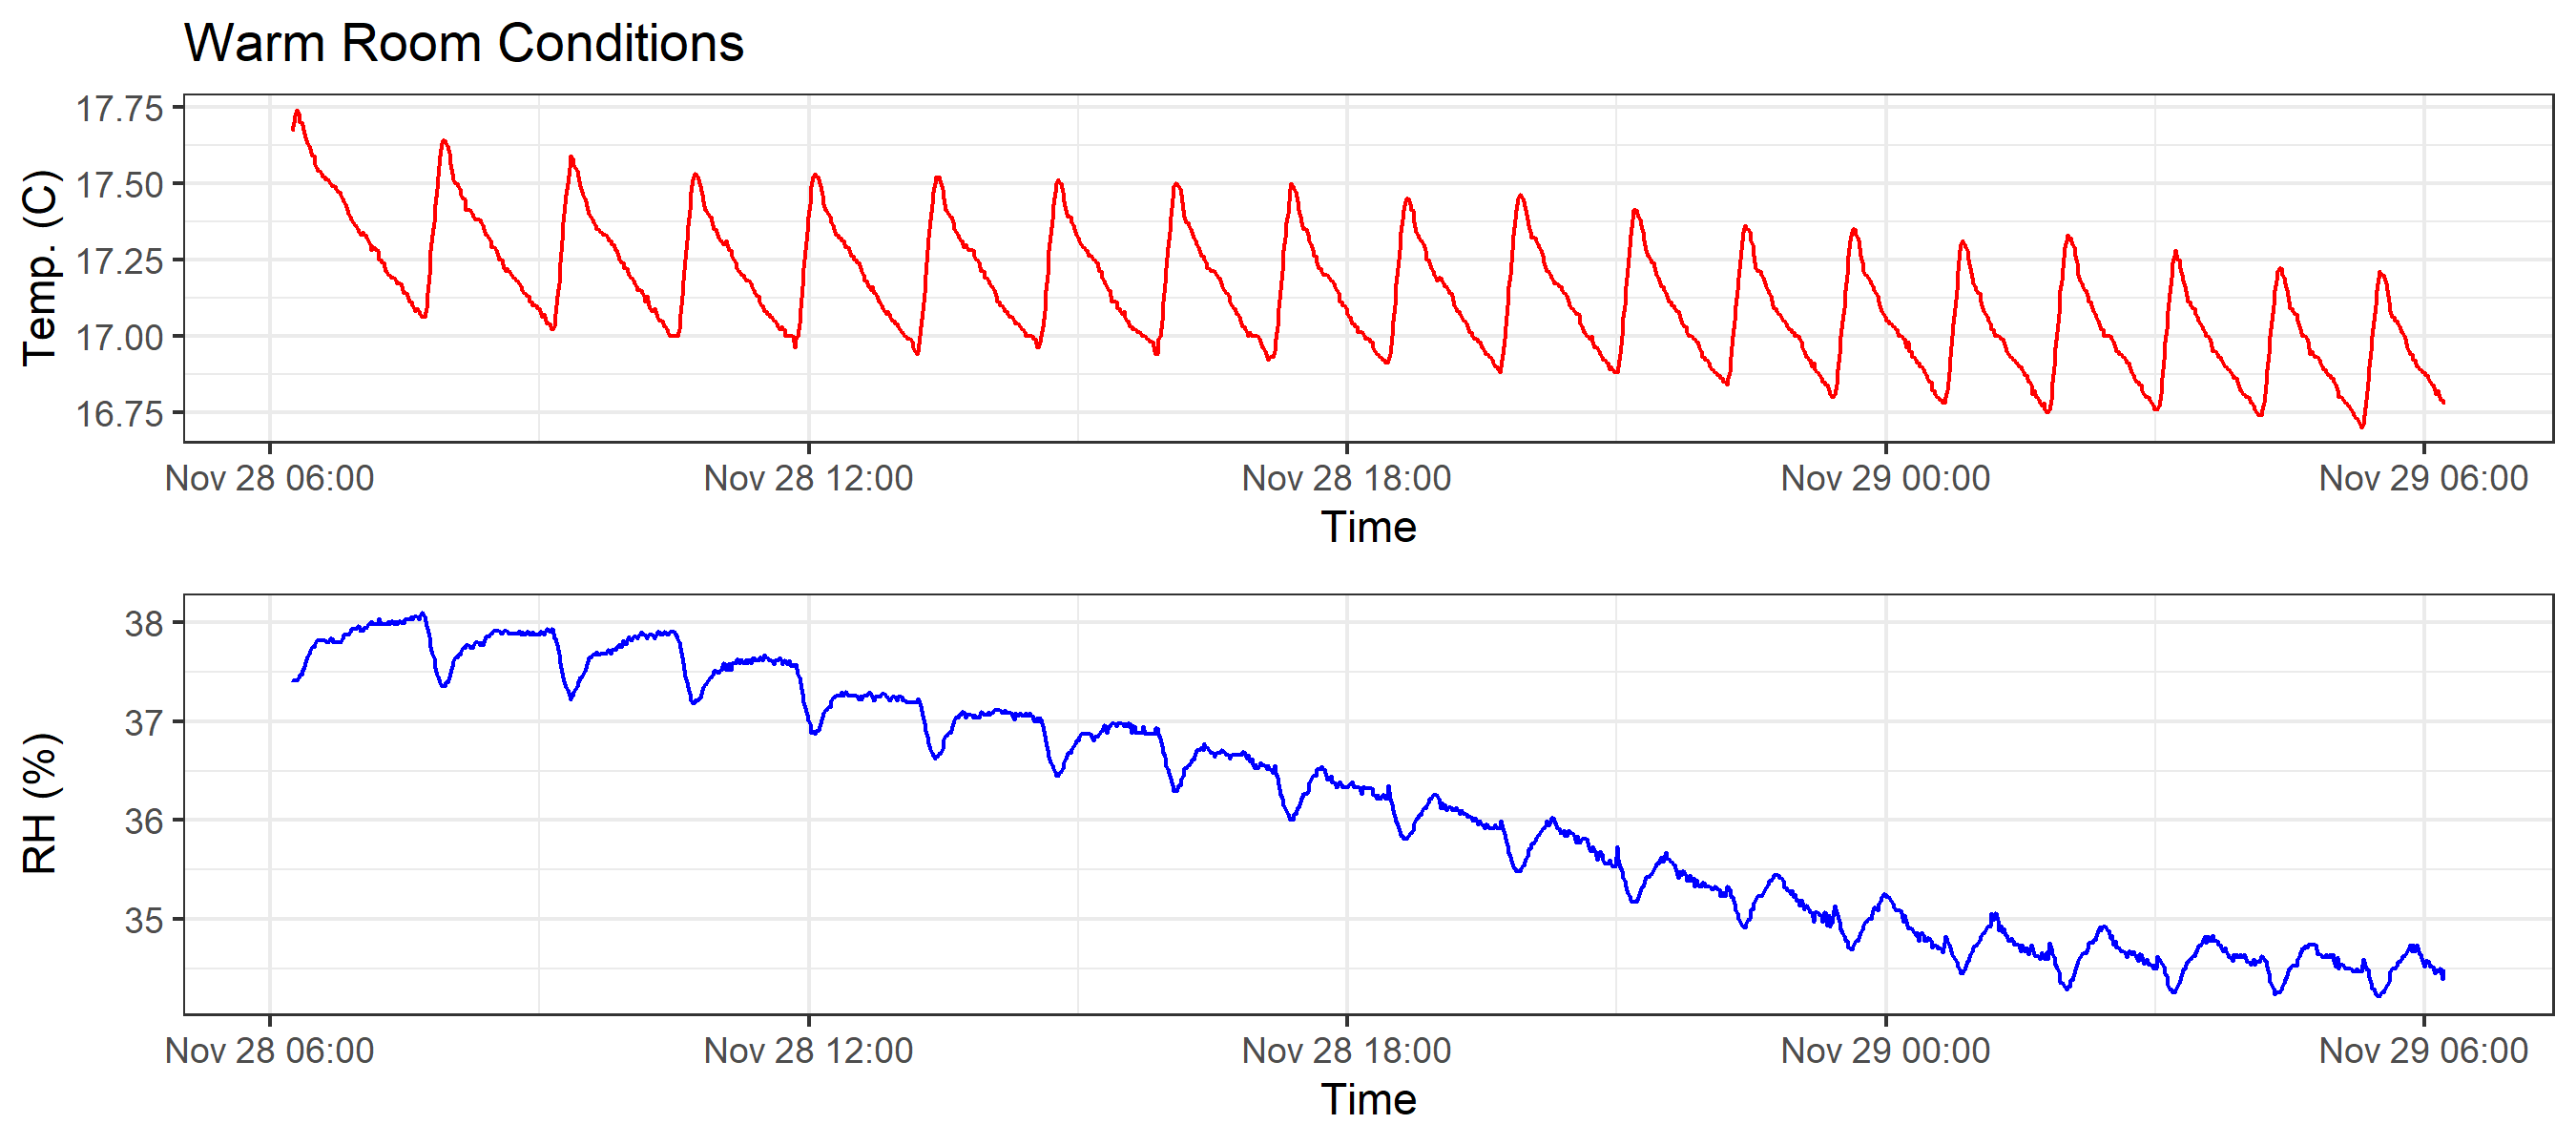 Warm Room Conditions
Temp. (C)
17.75
17.50
17.25
17.00
16.75
Nov 28 06:00 Nov 28 12:00 Nov 28 18:00 Nov 29 00:00 Nov 29 06:00
Time
RH (%)
38
37
36
35
Nov 28 06:00 Nov 28 12:00 Nov 28 18:00 Nov 29 00:00 Nov 29 06:00
Time